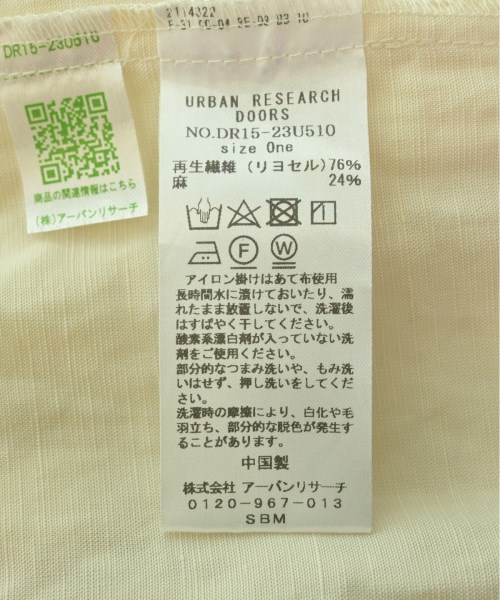 2114322
DR15-23U510
商品の関連情報はこちら
(株)アーバンリサーチ
URBAN RESEARCH
DOORS
NO.DR15-23U510
size One
再生繊維 (リヨセル)76%
麻 24%
F
W
アイロン掛けはあて布使用
長時間水に漬けておいたり、濡
れたまま放置しないで、洗濯後
はすばやく干してください。
酸素系漂白剤が入っていない洗
剤をご使用ください。
部分的なつまみ洗いや、もみ洗
いはせず、押し洗いをしてくだ
さい。
洗濯時の摩擦により、白化や毛
羽立ち、部分的な脱色が発生す
ることがあります。
中国製
株式会社 アーバンリサーチ
0120-967-013
SBM